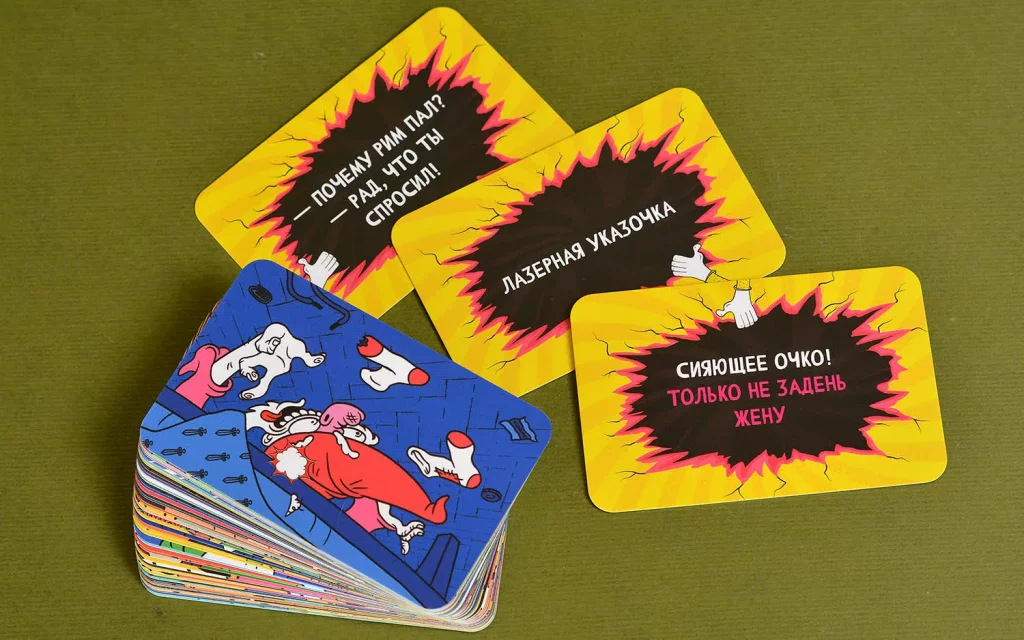 — ПОЧЕМУ РИМ ПАЛ?
— РАД, ЧТО ТЫ
СПРОСИЛ!
ЛАЗЕРНАЯ УКАЗОЧКА
СИЯЮЩЕЕ ОЧКО!
ТОЛЬКО НЕ ЗАДЕНЬ
ЖЕНУ